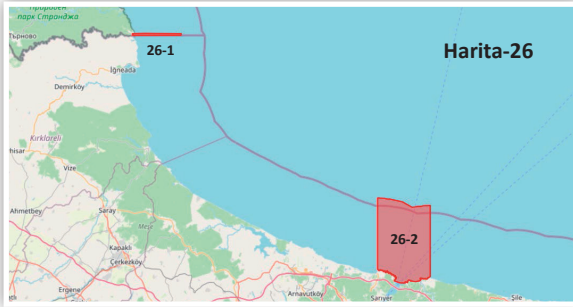 Природен
парк Странджа
Търново
26-1
Harita-26
İğneada
Demirköy
Kırklareli
Vize
Ahmetbey
Saray
Meşe
Kapaklı
Çerkezköy
26-2
Ergene
Arnavutköy
Sarıyer
Şile